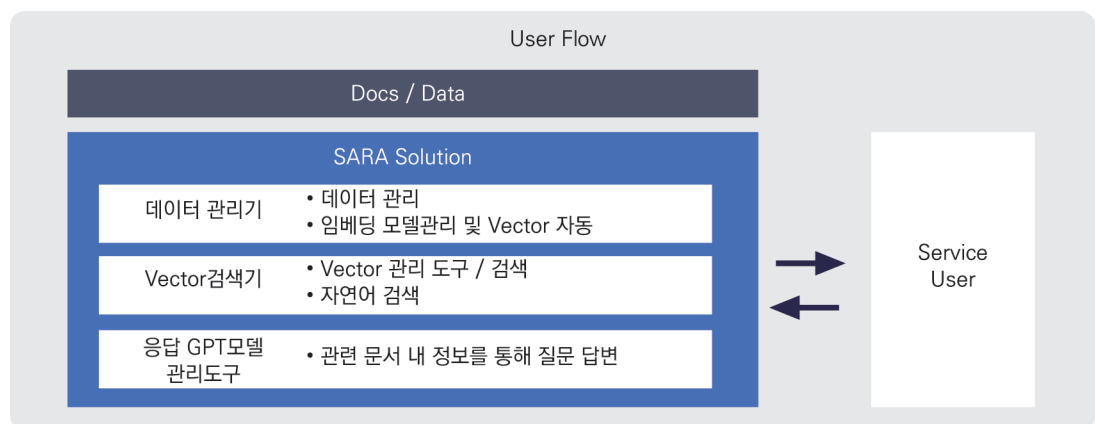 User Flow
Docs / Data
SARA Solution
데이터 관리기
• 데이터 관리
• 임베딩 모델관리 및 Vector 자동
Vector검색기
• Vector 관리 도구 / 검색
• 자연어 검색
응답 GPT모델
관리도구
• 관련 문서 내 정보를 통해 질문 답변
Service
User